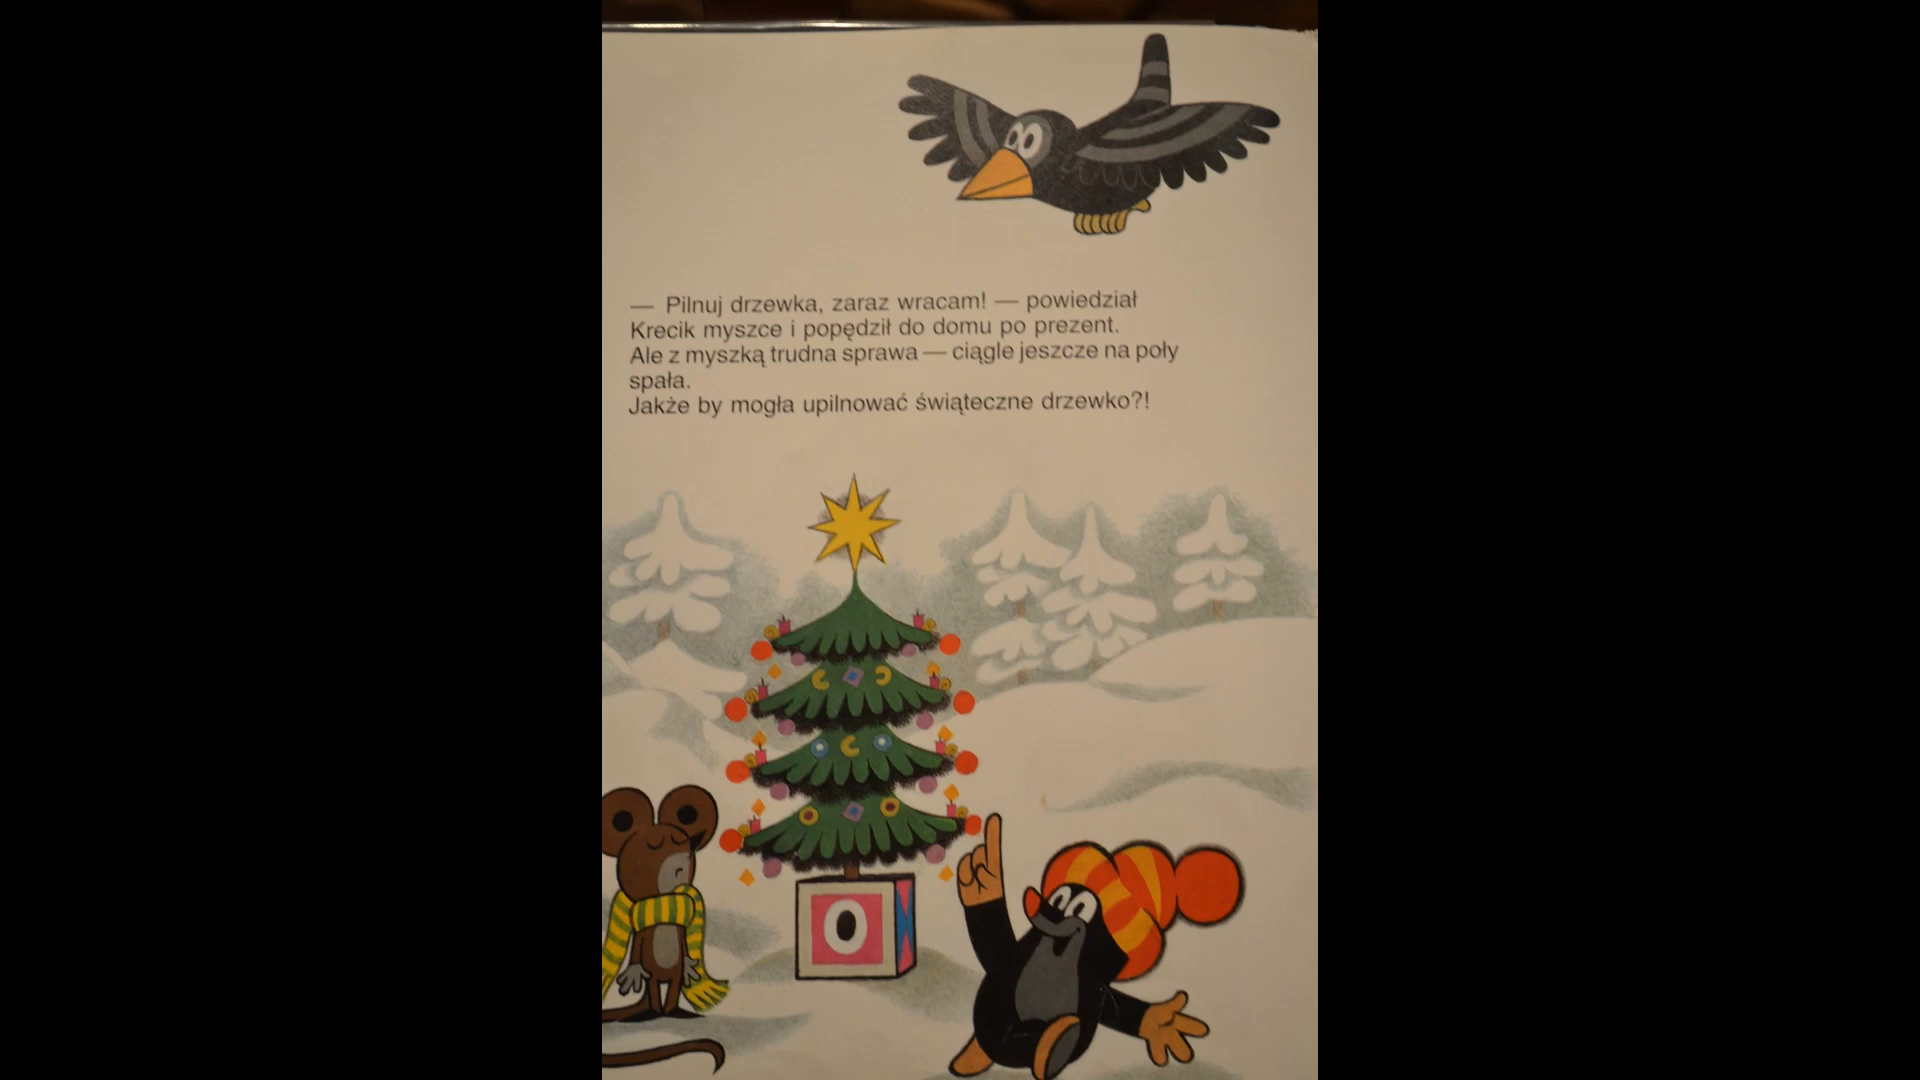 — Pilnuj drzewka, zaraz wracam! — powiedział
Krecik myszce i popędził do domu po prezent.
Ale z myszką trudna sprawa — ciągle jeszcze na poły
spała.
Jakże by mogła upilnować świąteczne drzewko?!
O